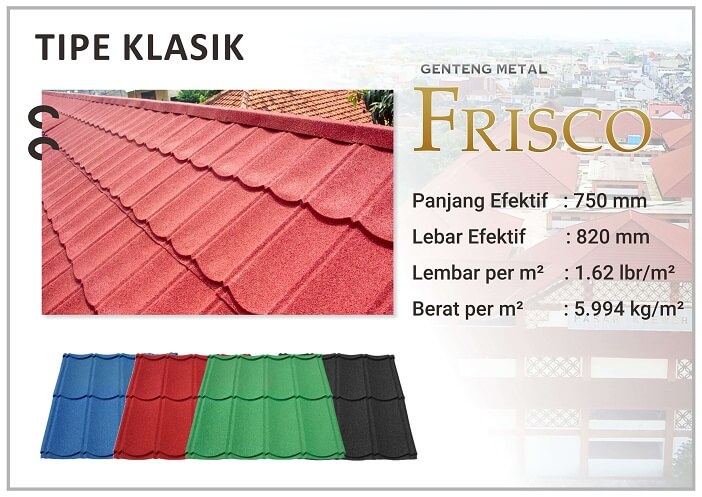 TIPE KLASIK
GENTENG METAL
FRISCO
Panjang Efektif : 750 mm
Lebar Efektif : 820 mm
Lembar per m² : 1.62 lbr/m²
Berat per m² : 5.994 kg/m²